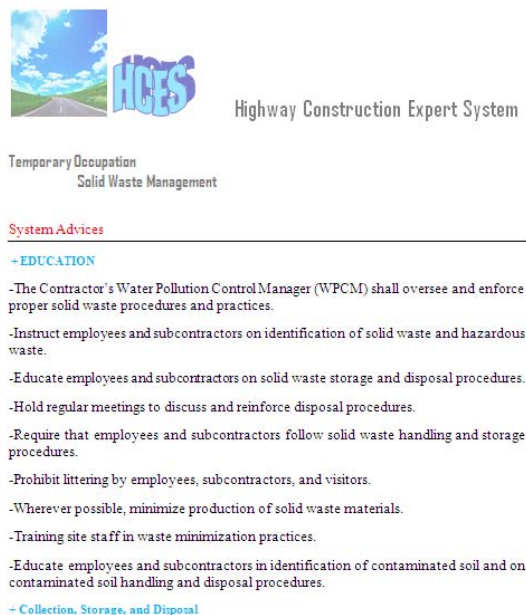 HCES
Highway Construction Expert System
Temporary Occupation
Solid Waste Management
System Advices
+EDUCATION
-The Contractor's Water Pollution Control Manager (WPCM) shall oversee and enforce
proper solid waste procedures and practices.
-Instruct employees and subcontractors on identification of solid waste and hazardous
waste.
-Educate employees and subcontractors on solid waste storage and disposal procedures.
-Hold regular meetings to discuss and reinforce disposal procedures.
-Require that employees and subcontractors follow solid waste handling and storage
procedures.
-Prohibit littering by employees, subcontractors, and visitors.
-Wherever possible, minimize production of solid waste materials.
-Training site staff in waste minimization practices.
-Educate employees and subcontractors in identification of contaminated soil and on
contaminated soil handling and disposal procedures.
+ Collection, Storage, and Disposal